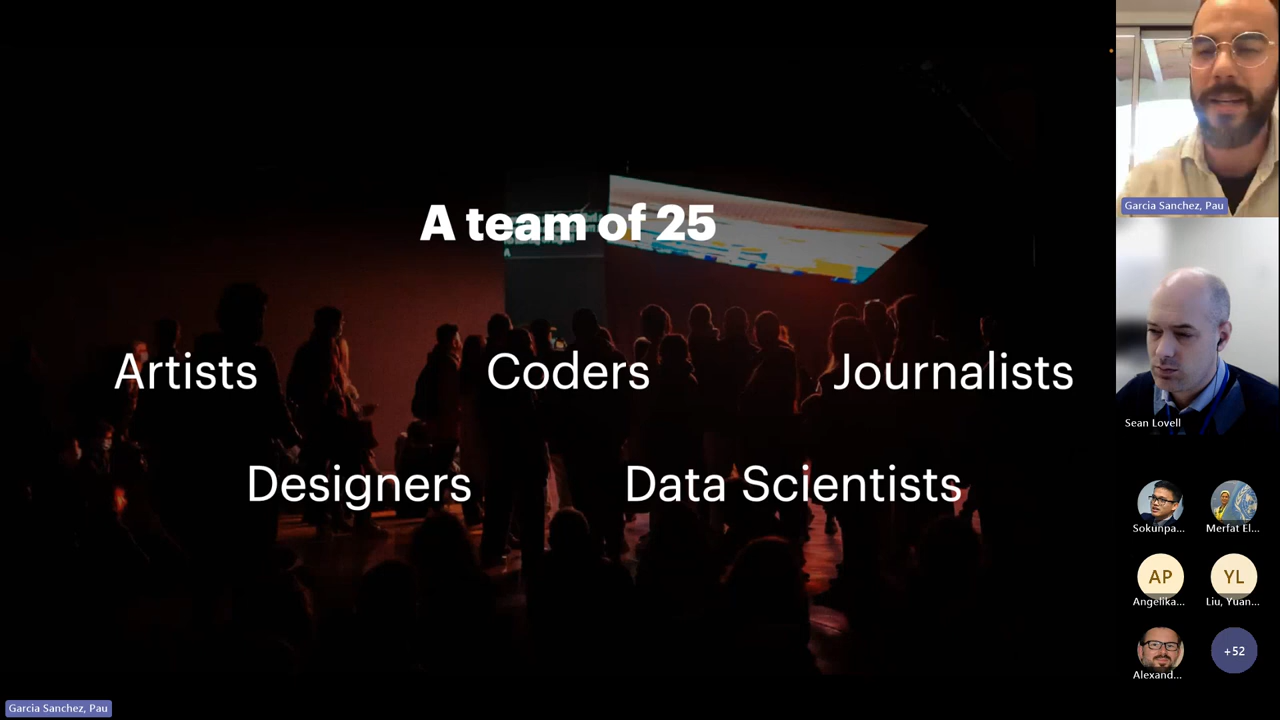 A team of 25
A
Artists
Coders
Journalists
Designers
Data Scientists
Garcia Sanchez, Pau
Garcia Sanchez, Pau
Sean Lovell
Sokunpa...
Merfat El...
AP
YL
Angelika...
Liu, Yuan...
Alexand...
+52